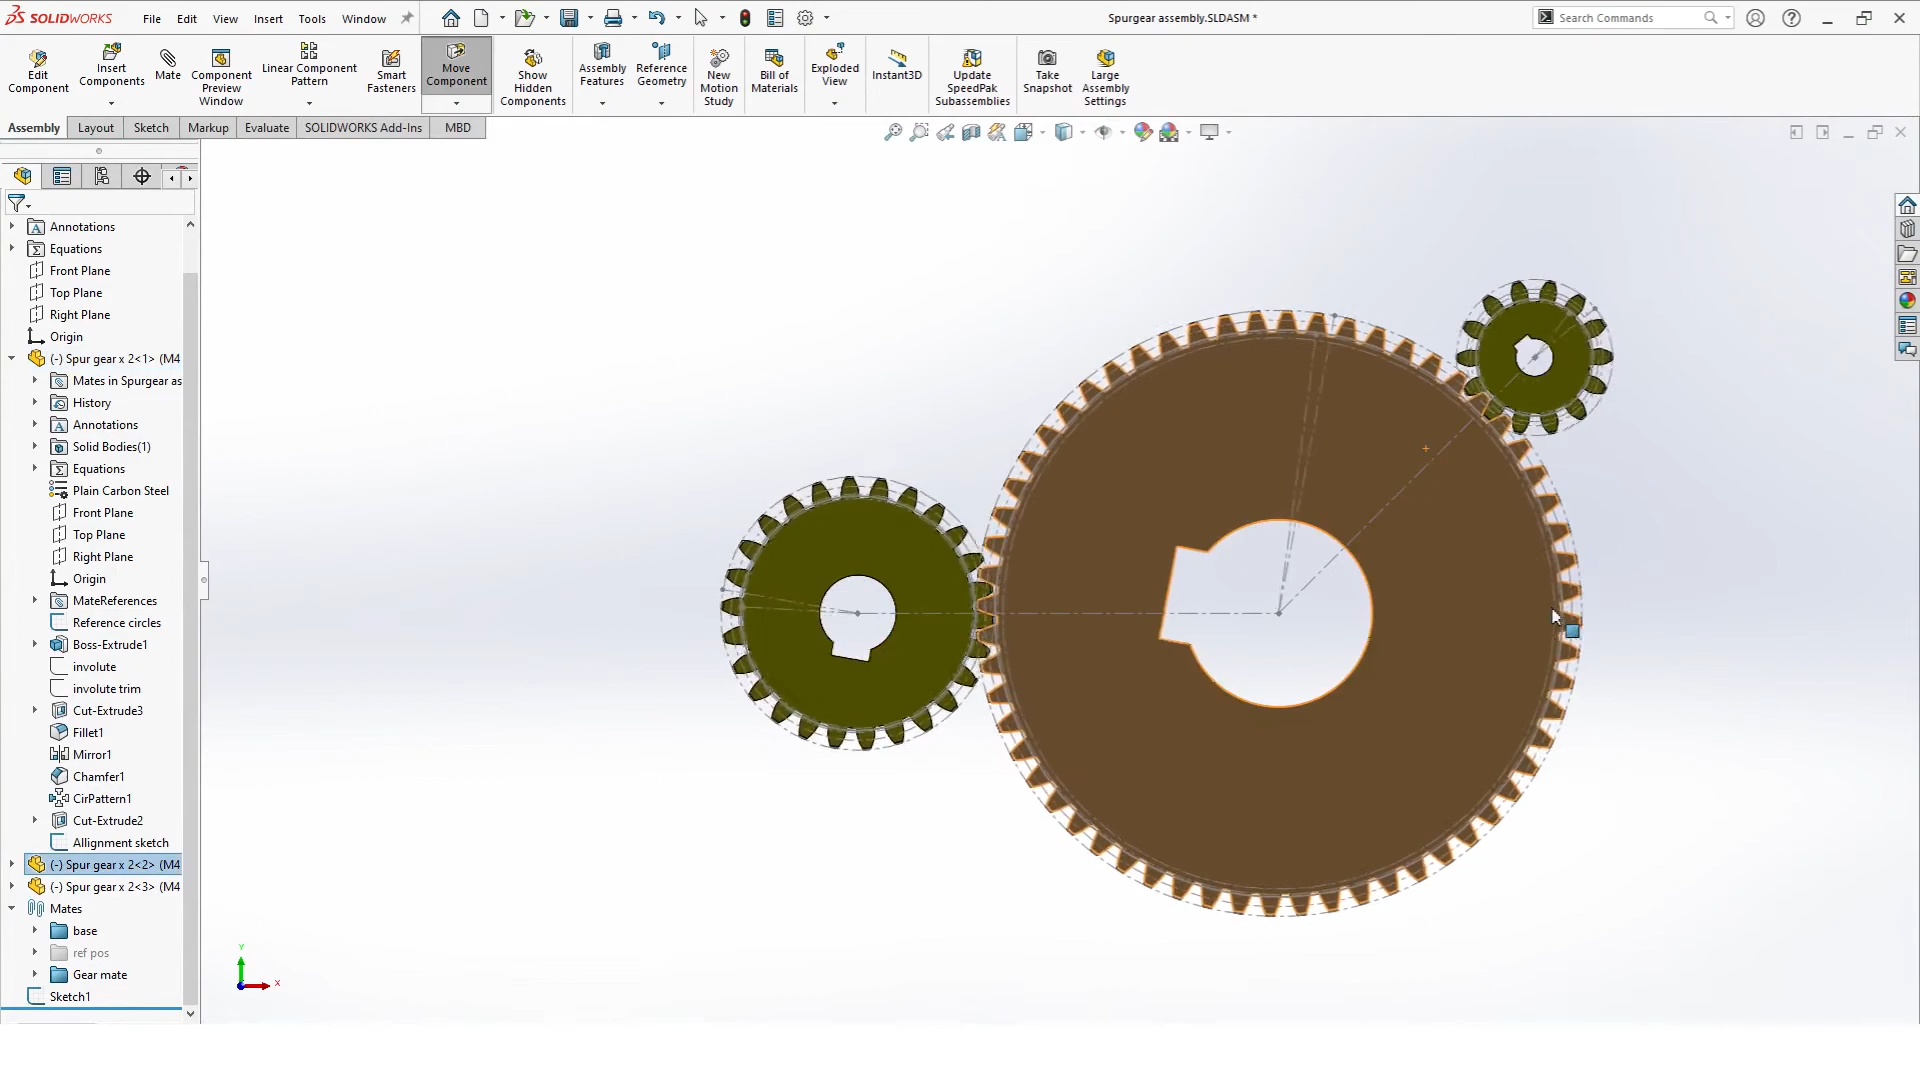 SOLIDWORKS File Edit View Insert Tools Window Spurgear assembly.SLDASM * Search Commands
Edit Component
Insert Components
Mate
Component Preview Window
Linear Component Pattern
Smart Fasteners
Move Component
Show Hidden Components
Assembly Features
Reference Geometry
New Motion Study
Bill of Materials
Exploded View
Instant3D
Update SpeedPak Subassemblies
Take Snapshot
Large Assembly Settings
Assembly Layout Sketch Markup Evaluate SOLIDWORKS Add-Ins MBD
Annotations
Equations
Front Plane
Top Plane
Right Plane
Origin
(-) Spur gear x 2<1> (M4
Mates in Spurgear as
History
Annotations
Solid Bodies(1)
Equations
Plain Carbon Steel
Front Plane
Top Plane
Right Plane
Origin
MateReferences
Reference circles
Boss-Extrude1
involute
involute trim
Cut-Extrude3
Fillet1
Mirror1
Chamfer1
CirPattern1
Cut-Extrude2
Allignment sketch
(-) Spur gear x 2<2> (M4
(-) Spur gear x 2<3> (M4
Mates
base
ref pos
Gear mate
Sketch1
Y
X